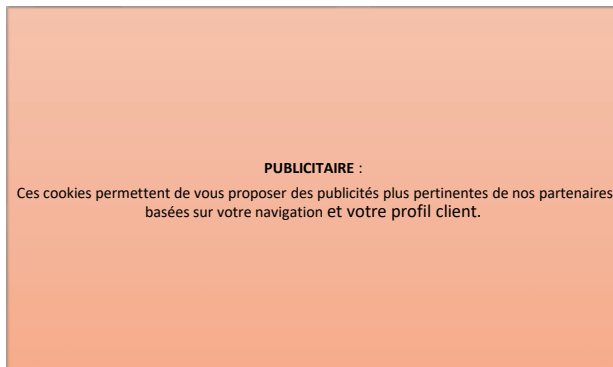 PUBLICITAIRE :
Ces cookies permettent de vous proposer des publicités plus pertinentes de nos partenaires
basées sur votre navigation et votre profil client.